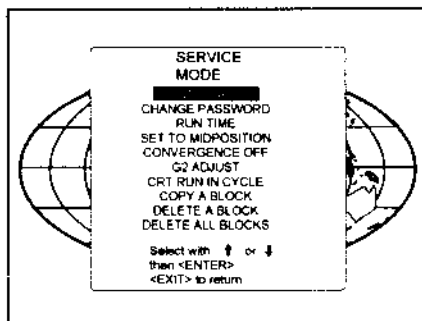 SERVICE
MODE
CHANGE PASSWORD
RUN TIME
SET TO MIDPOSITION
CONVERGENCE OFF
G2 ADJUST
CRT RUN IN CYCLE
COPY A BLOCK
DELETE A BLOCK
DELETE ALL BLOCKS
Select with ↑ or ↓
then <ENTER>
<EXIT> to return